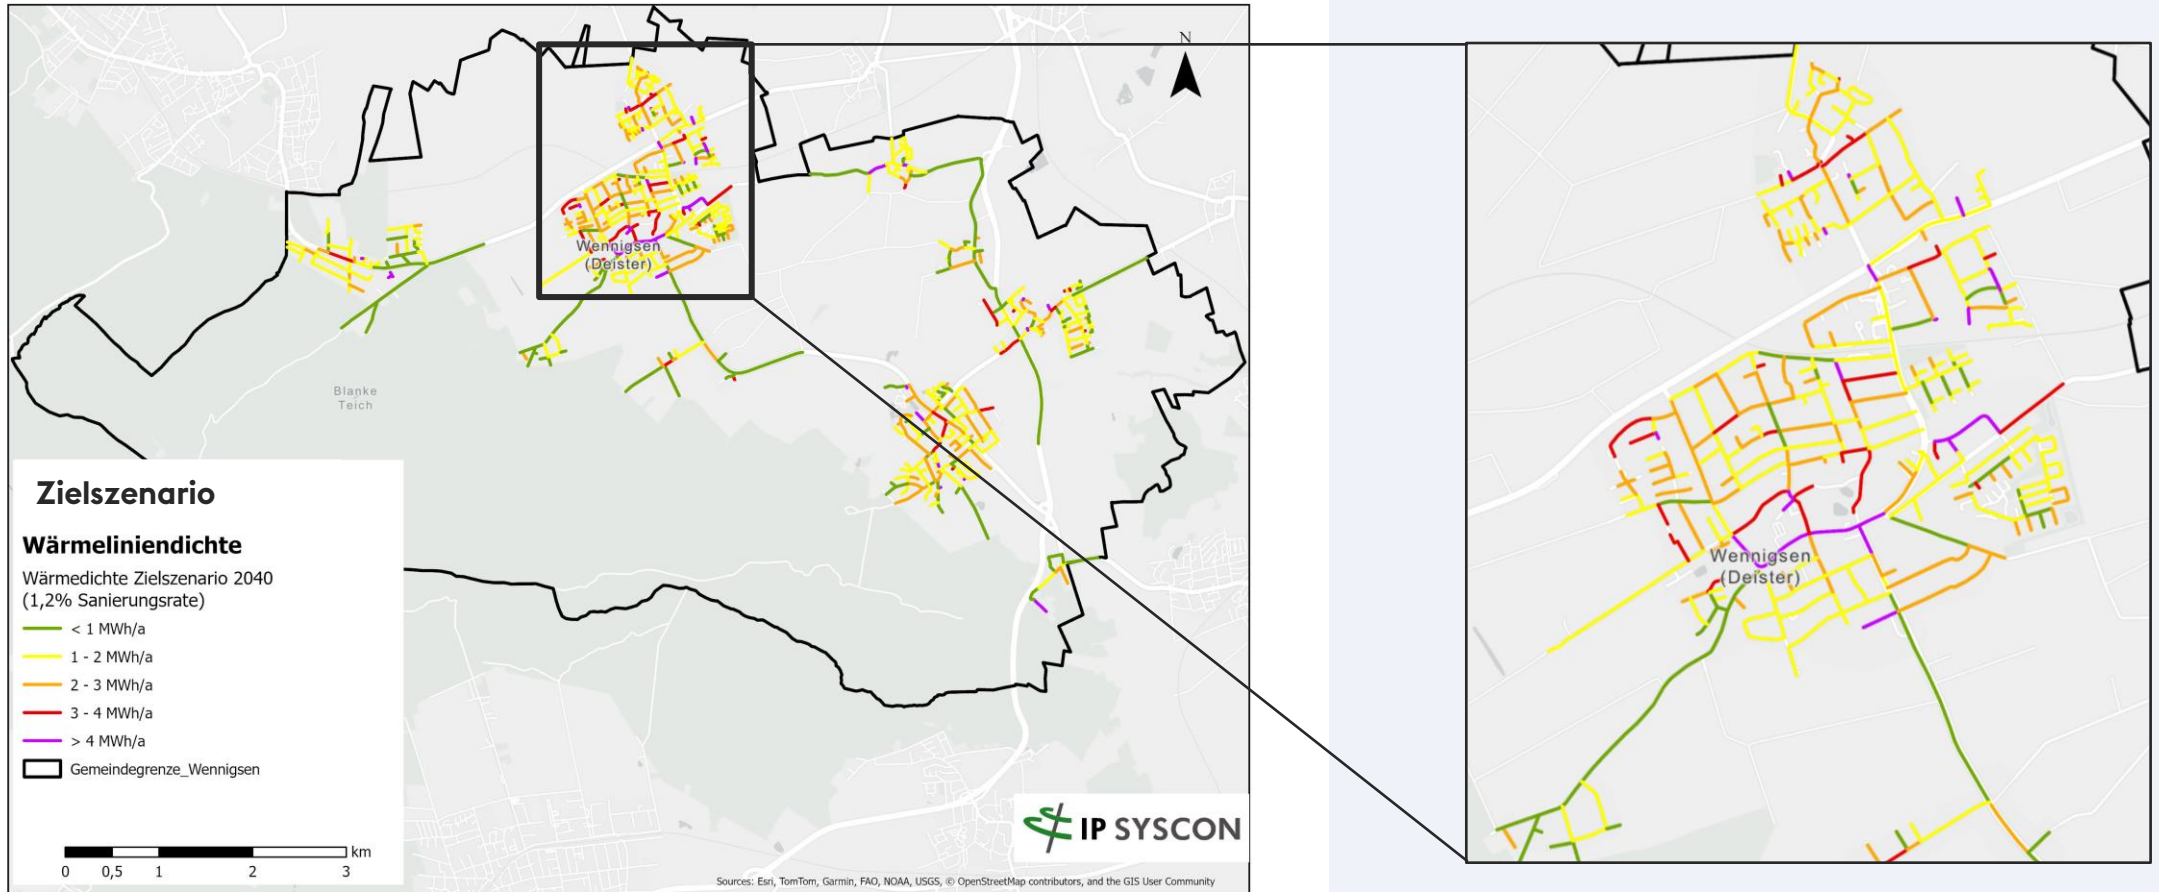 N
Wennigsen
(Deister)
Blanke
Teich
Zielszenario
Wärmeliniendichte
Wärmedichte Zielszenario 2040
(1,2% Sanierungsrate)
< 1 MWh/a
1 - 2 MWh/a
2 - 3 MWh/a
3 - 4 MWh/a
> 4 MWh/a
Gemeindegrenze_Wennigsen
km
0 0,5 1 2 3
IP SYSCON
Sources: Esri, TomTom, Garmin, FAO, NOAA, USGS, © OpenStreetMap contributors, and the GIS User Community
Wennigsen
(Deister)